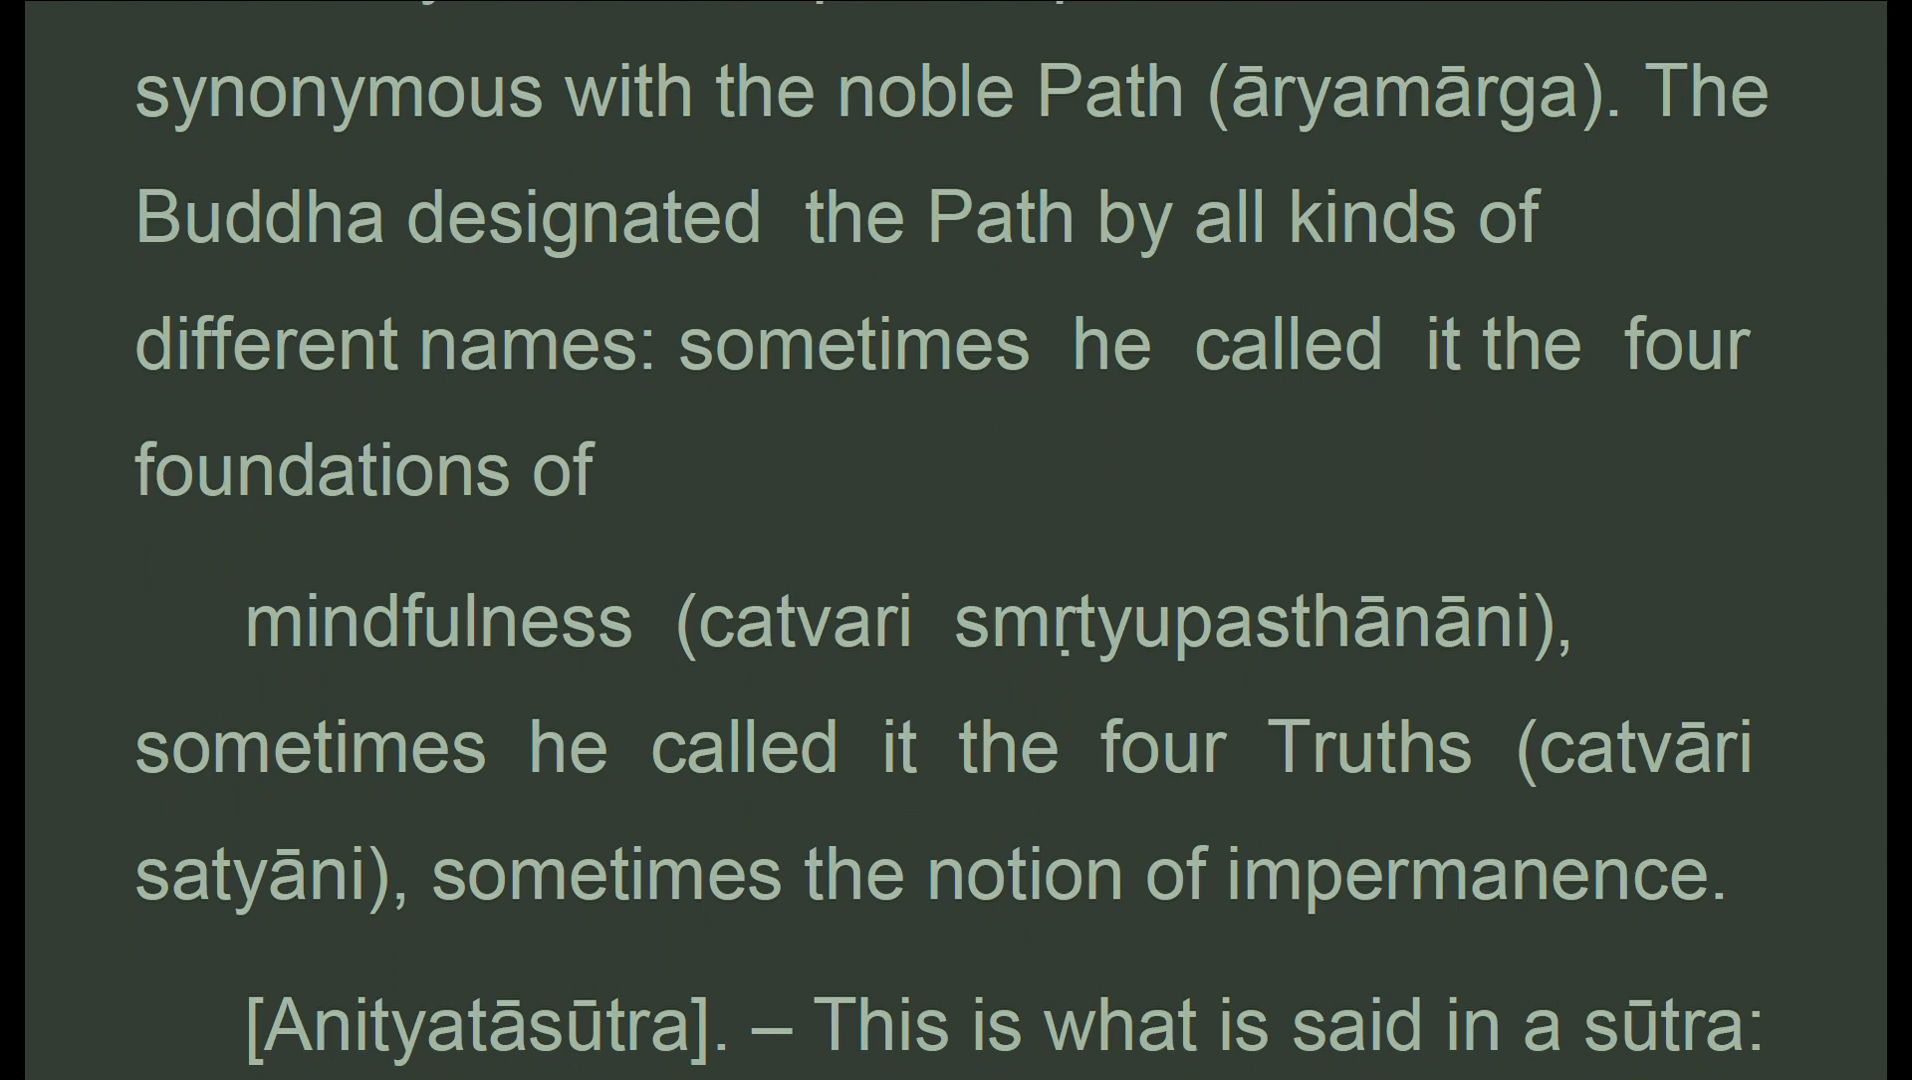 synonymous with the noble Path (āryamārga). The
Buddha designated  the Path by all kinds of
different names: sometimes  he  called  it the  four
foundations of
mindfulness  (catvari  smṛtyupasthānāni),
sometimes  he  called  it  the  four  Truths  (catvāri
satyāni), sometimes the notion of impermanence.
[Anityatāsūtra]. – This is what is said in a sūtra: